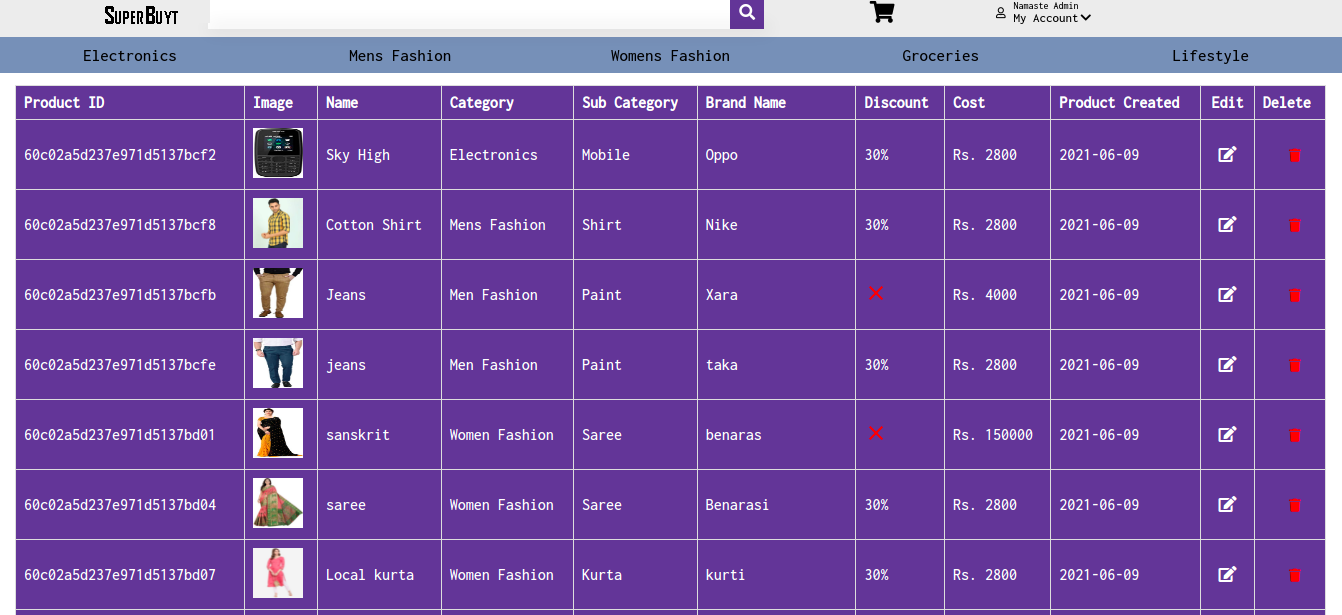 SuperBuyt
Namaste Admin
My Account
Electronics Mens Fashion Womens Fashion Groceries Lifestyle
Product ID Image Name Category Sub Category Brand Name Discount Cost Product Created Edit Delete
60c02a5d237e971d5137bcf2 Sky High Electronics Mobile Oppo 30% Rs. 2800 2021-06-09
60c02a5d237e971d5137bcf8 Cotton Shirt Mens Fashion Shirt Nike 30% Rs. 2800 2021-06-09
60c02a5d237e971d5137bcfb Jeans Men Fashion Paint Xara Rs. 4000 2021-06-09
60c02a5d237e971d5137bcfe jeans Men Fashion Paint taka 30% Rs. 2800 2021-06-09
60c02a5d237e971d5137bd01 sanskrit Women Fashion Saree benaras Rs. 150000 2021-06-09
60c02a5d237e971d5137bd04 saree Women Fashion Saree Benarasi 30% Rs. 2800 2021-06-09
60c02a5d237e971d5137bd07 Local kurta Women Fashion Kurta kurti 30% Rs. 2800 2021-06-09